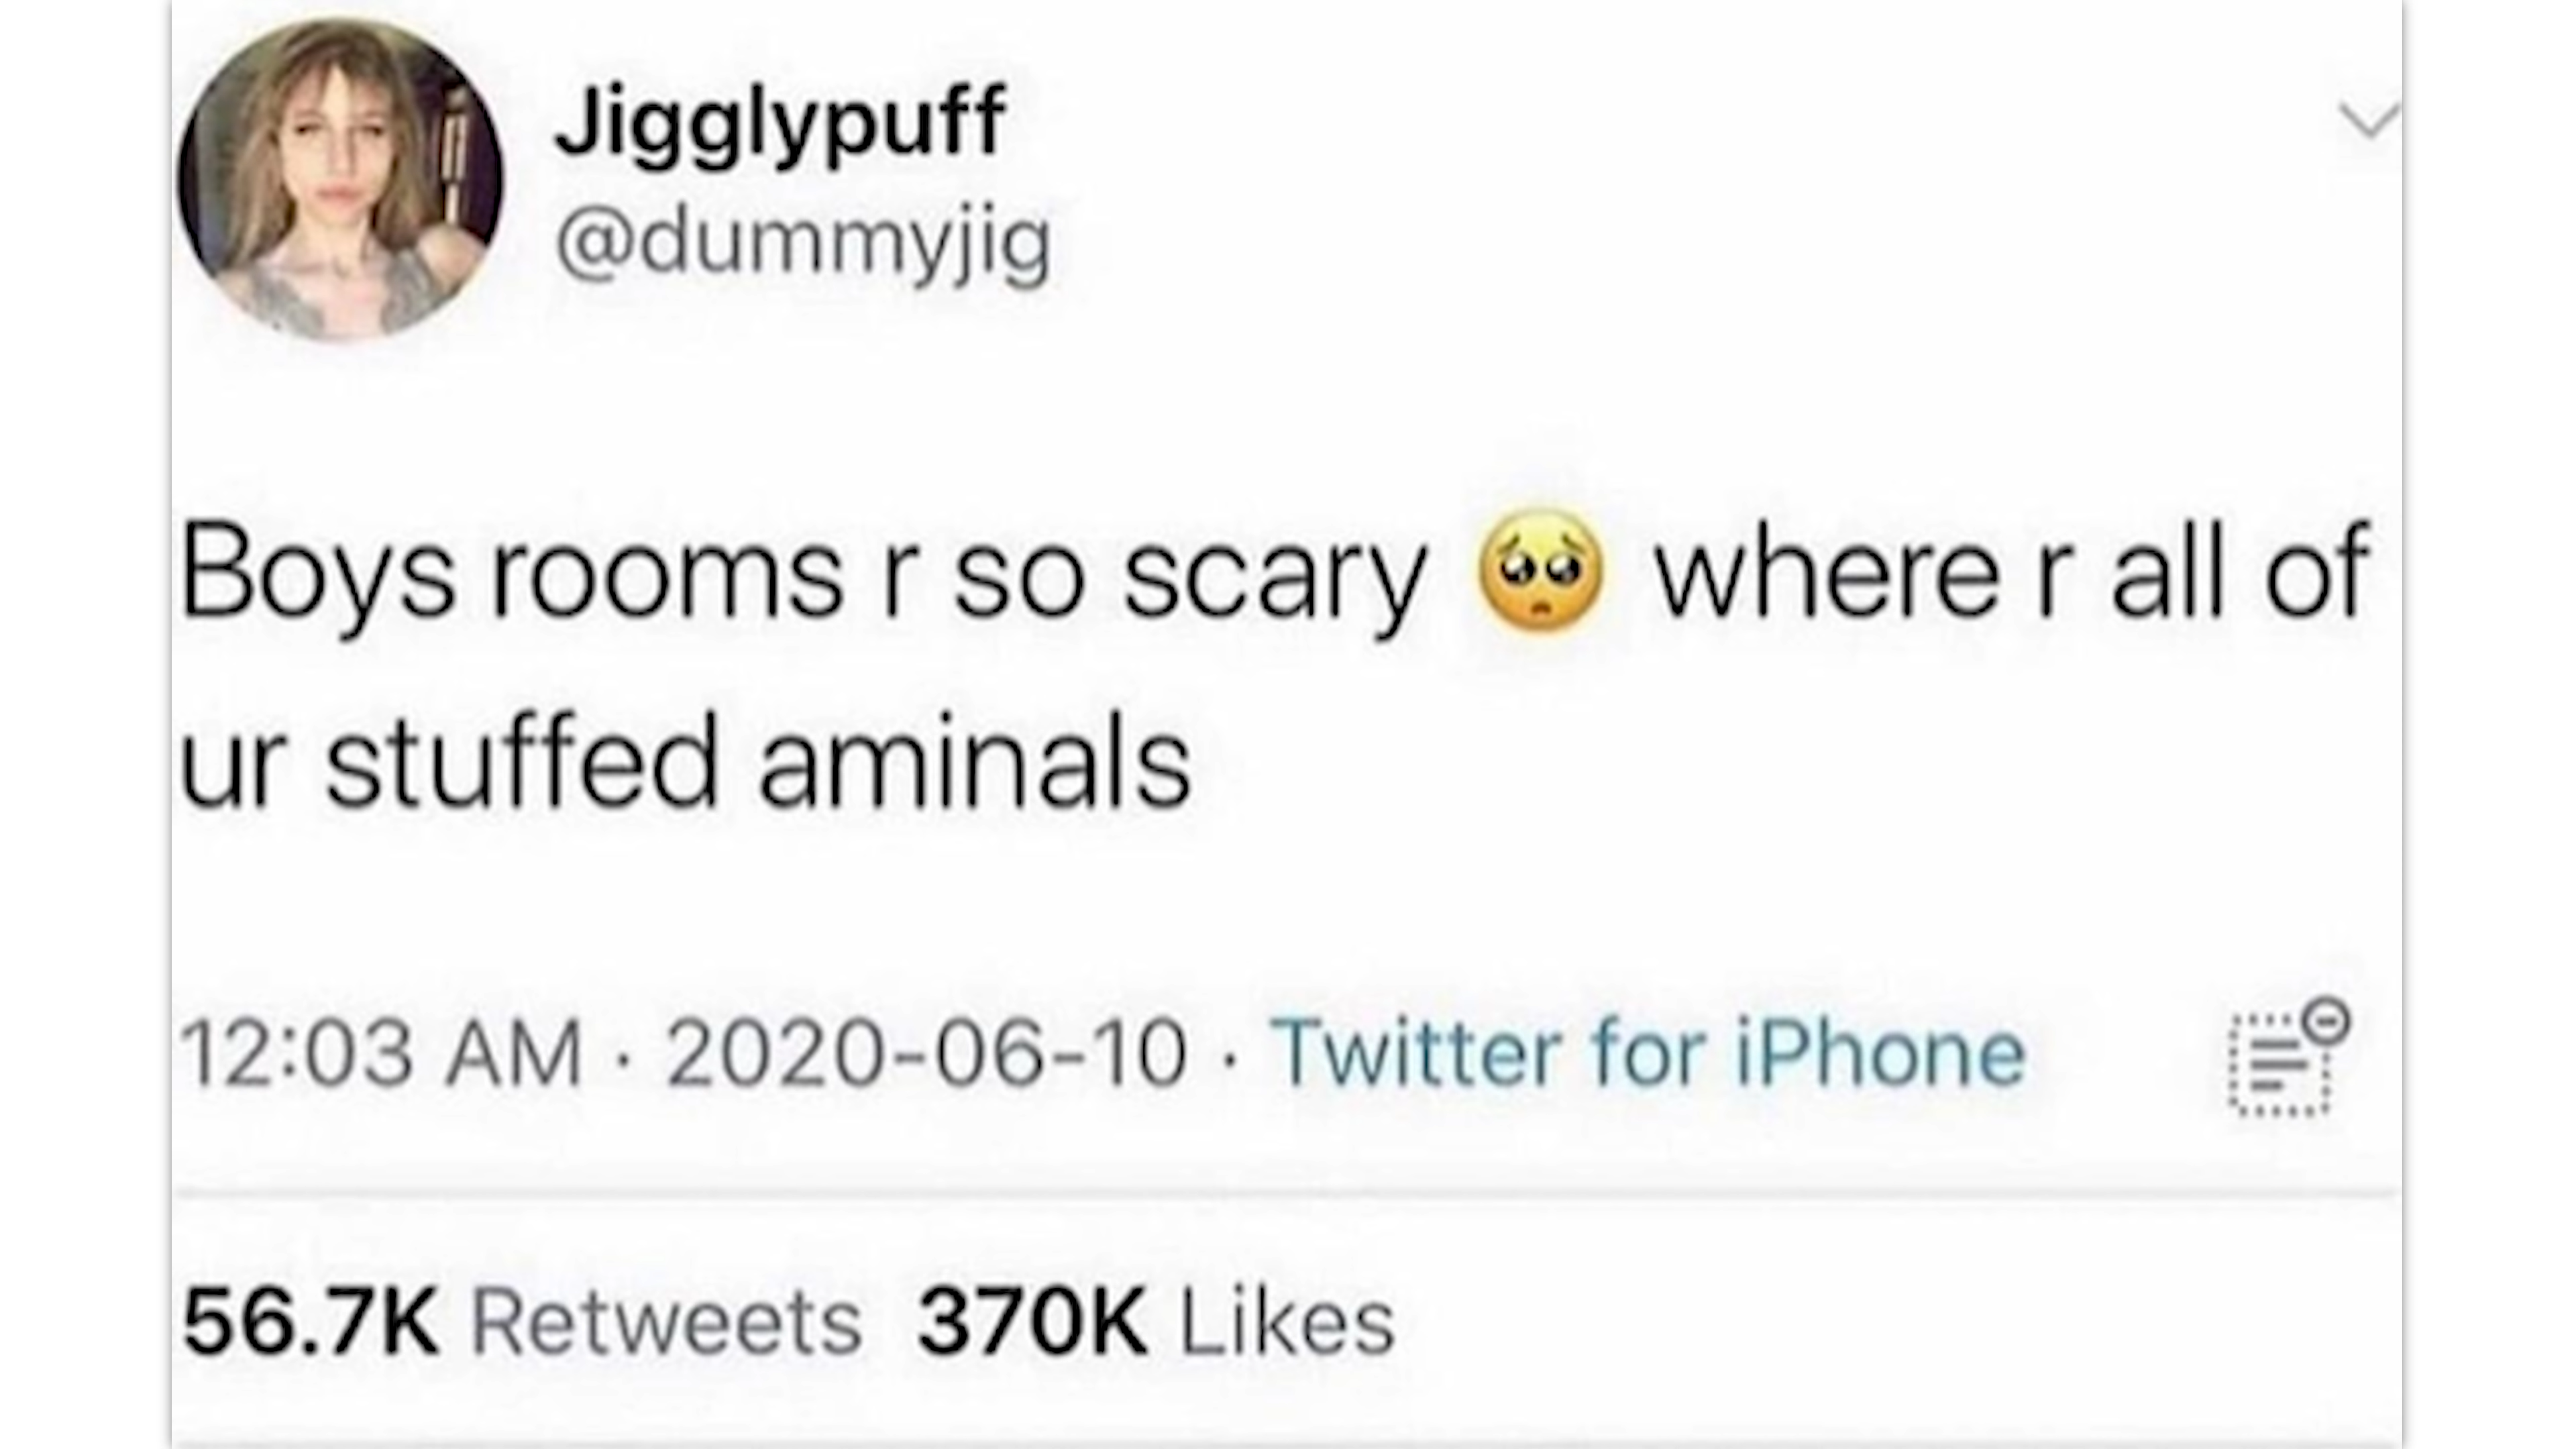 Jigglypuff
@dummyjig
Boys rooms r so scary 🥺 where r all of
ur stuffed aminals
12:03 AM · 2020-06-10 · Twitter for iPhone
56.7K Retweets 370K Likes